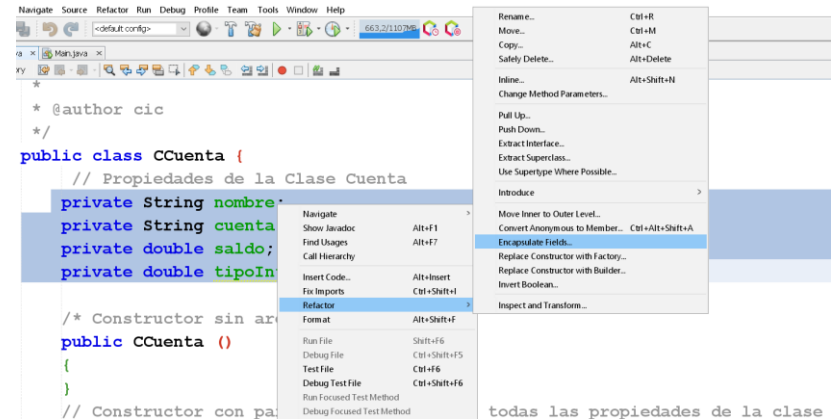 Navigate Source Refactor Run Debug Profile Team Tools Window Help
<default config>
663,2/1107MB
Main.java
* @author cic
*/
public class CCuenta {
// Propiedades de la Clase Cuenta
private String nombre;
private String cuenta
private double saldo;
private double tipoIn
/* Constructor sin ar
public CCuenta ()
{
}
// Constructor con pa
todas las propiedades de la clase
Navigate
Show Javadoc Alt+F1
Find Usages Alt+F7
Call Hierarchy
Insert Code... Alt+Insert
Fix Imports Ctrl+Shift+I
Refactor
Format Alt+Shift+F
Run File Shift+F6
Debug File Ctrl+Shift+F5
Test File Ctrl+F6
Debug Test File Ctrl+Shift+F6
Run Focused Test Method
Debug Focused Test Method
Rename... Ctrl+R
Move... Ctrl+M
Copy... Alt+C
Safely Delete... Alt+Delete
Inline... Alt+Shift+N
Change Method Parameters...
Pull Up...
Push Down...
Extract Interface...
Extract Superclass...
Use Supertype Where Possible...
Introduce
Move Inner to Outer Level...
Convert Anonymous to Member... Ctrl+Alt+Shift+A
Encapsulate Fields...
Replace Constructor with Factory...
Replace Constructor with Builder...
Invert Boolean...
Inspect and Transform...